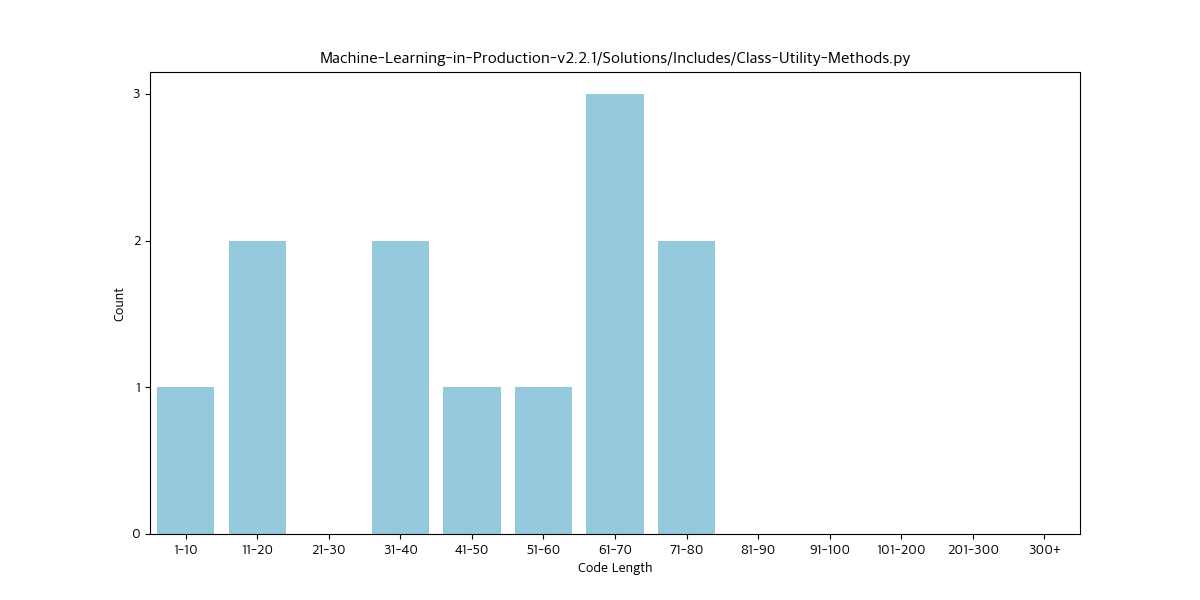 Machine-Learning-in-Production-v2.2.1/Solutions/Includes/Class-Utility-Methods.py
3
2
1
0
Count
1-10 11-20 21-30 31-40 41-50 51-60 61-70 71-80 81-90 91-100 101-200 201-300 300+
Code Length